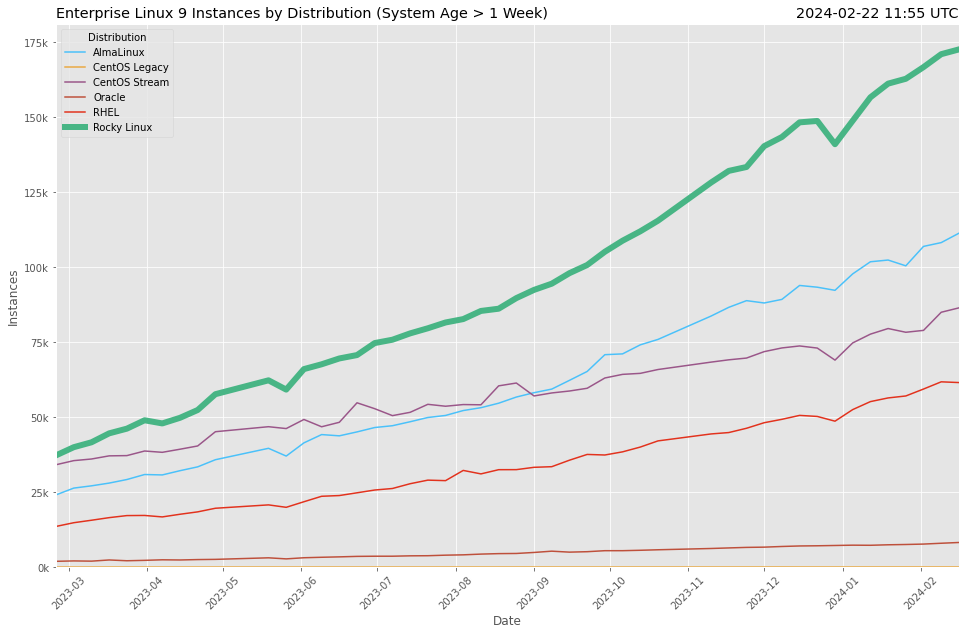 Enterprise Linux 9 Instances by Distribution (System Age > 1 Week)
2024-02-22 11:55 UTC
Distribution
AlmaLinux
CentOS Legacy
CentOS Stream
Oracle
RHEL
Rocky Linux
175k
150k
125k
100k
75k
50k
25k
0k
Instances
2023-03
2023-04
2023-05
2023-06
2023-07
2023-08
2023-09
2023-10
2023-11
2023-12
2024-01
2024-02
Date